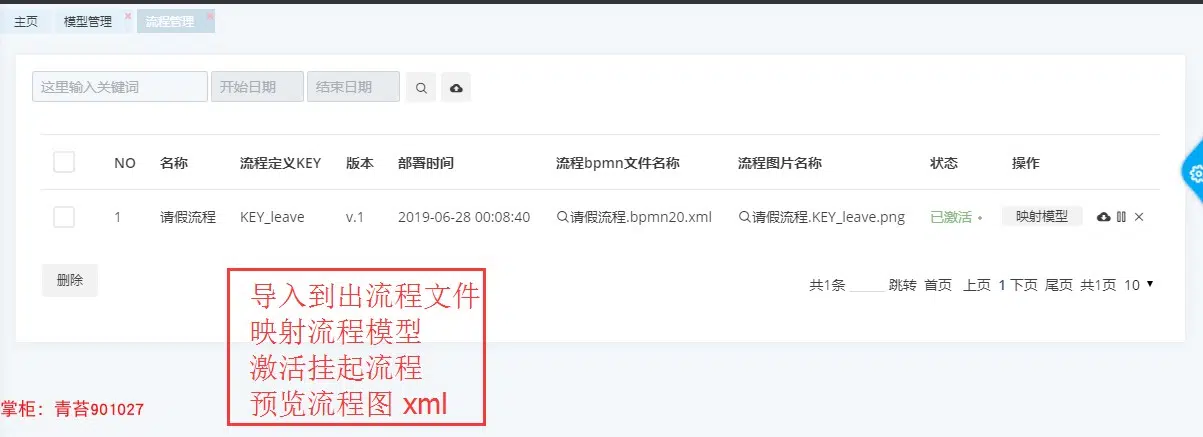 主页 模型管理 流程管理
这里输入关键词 开始日期 结束日期
NO 名称 流程定义KEY 版本 部署时间 流程bpmn文件名称 流程图片名称 状态 操作
1 请假流程 KEY_leave v.1 2019-06-28 00:08:40 请假流程.bpmn20.xml 请假流程.KEY_leave.png 已激活 映射模型
删除 共1条 跳转 首页 上页 1 下页 尾页 共1页 10
导入到出流程文件
映射流程模型
激活挂起流程
预览流程图 xml
掌柜：青苔901027